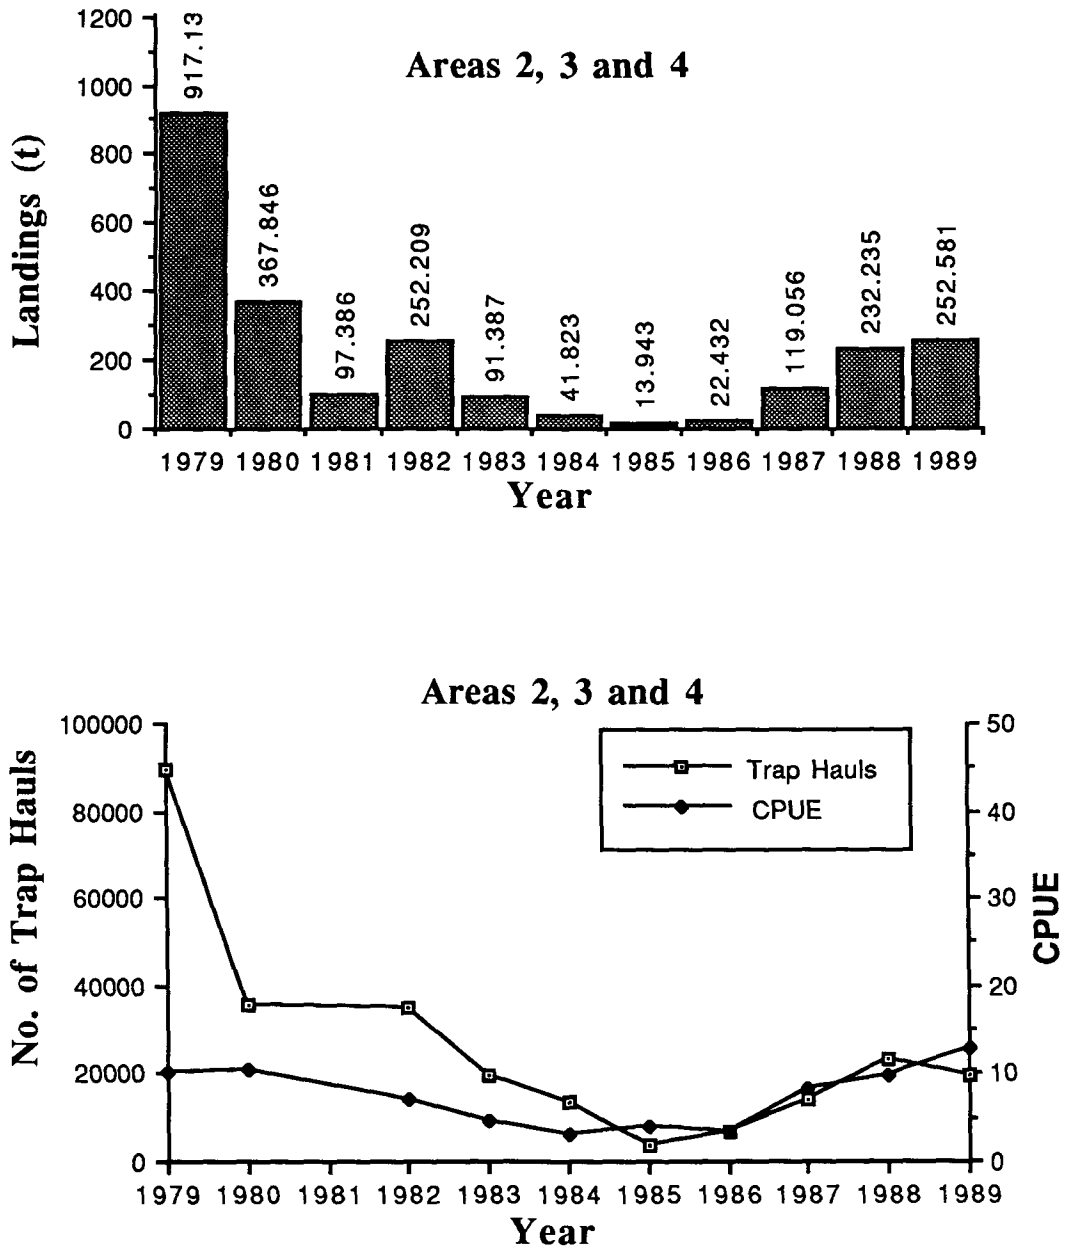 Areas 2, 3 and 4
Landings (t)
1200
1000
800
600
400
200
0
917.13
367.846
97.386
252.209
91.387
41.823
13.943
22.432
119.056
232.235
252.581
1979 1980 1981 1982 1983 1984 1985 1986 1987 1988 1989
Year
Areas 2, 3 and 4
No. of Trap Hauls
100000
80000
60000
40000
20000
0
Trap Hauls
CPUE
50
40
30
20
10
0
CPUE
1979 1980 1981 1982 1983 1984 1985 1986 1987 1988 1989
Year